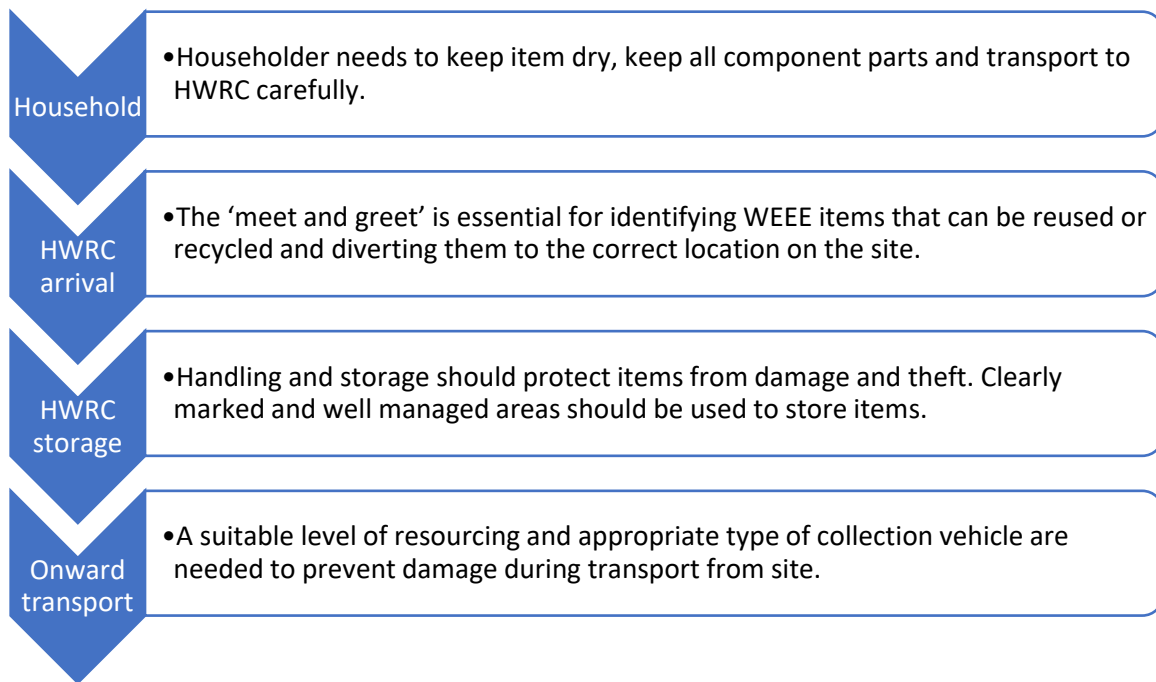 Household
•Householder needs to keep item dry, keep all component parts and transport to
HWRC carefully.
HWRC
arrival
•The ‘meet and greet’ is essential for identifying WEEE items that can be reused or
recycled and diverting them to the correct location on the site.
HWRC
storage
•Handling and storage should protect items from damage and theft. Clearly
marked and well managed areas should be used to store items.
Onward
transport
•A suitable level of resourcing and appropriate type of collection vehicle are
needed to prevent damage during transport from site.